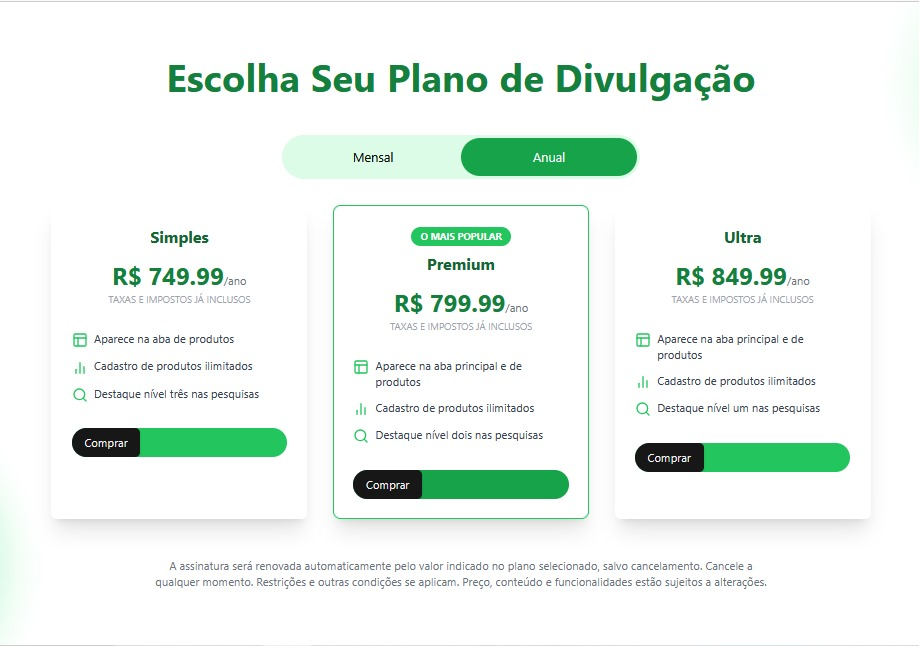 Escolha Seu Plano de Divulgação
Mensal
Anual
Simples
R$ 749.99/ano
TAXAS E IMPOSTOS JÁ INCLUSOS
Aparece na aba de produtos
Cadastro de produtos ilimitados
Destaque nível três nas pesquisas
Comprar
O MAIS POPULAR
Premium
R$ 799.99/ano
TAXAS E IMPOSTOS JÁ INCLUSOS
Aparece na aba principal e de
produtos
Cadastro de produtos ilimitados
Destaque nível dois nas pesquisas
Comprar
Ultra
R$ 849.99/ano
TAXAS E IMPOSTOS JÁ INCLUSOS
Aparece na aba principal e de
produtos
Cadastro de produtos ilimitados
Destaque nível um nas pesquisas
Comprar
A assinatura será renovada automaticamente pelo valor indicado no plano selecionado, salvo cancelamento. Cancele a
qualquer momento. Restrições e outras condições se aplicam. Preço, conteúdo e funcionalidades estão sujeitos a alterações.